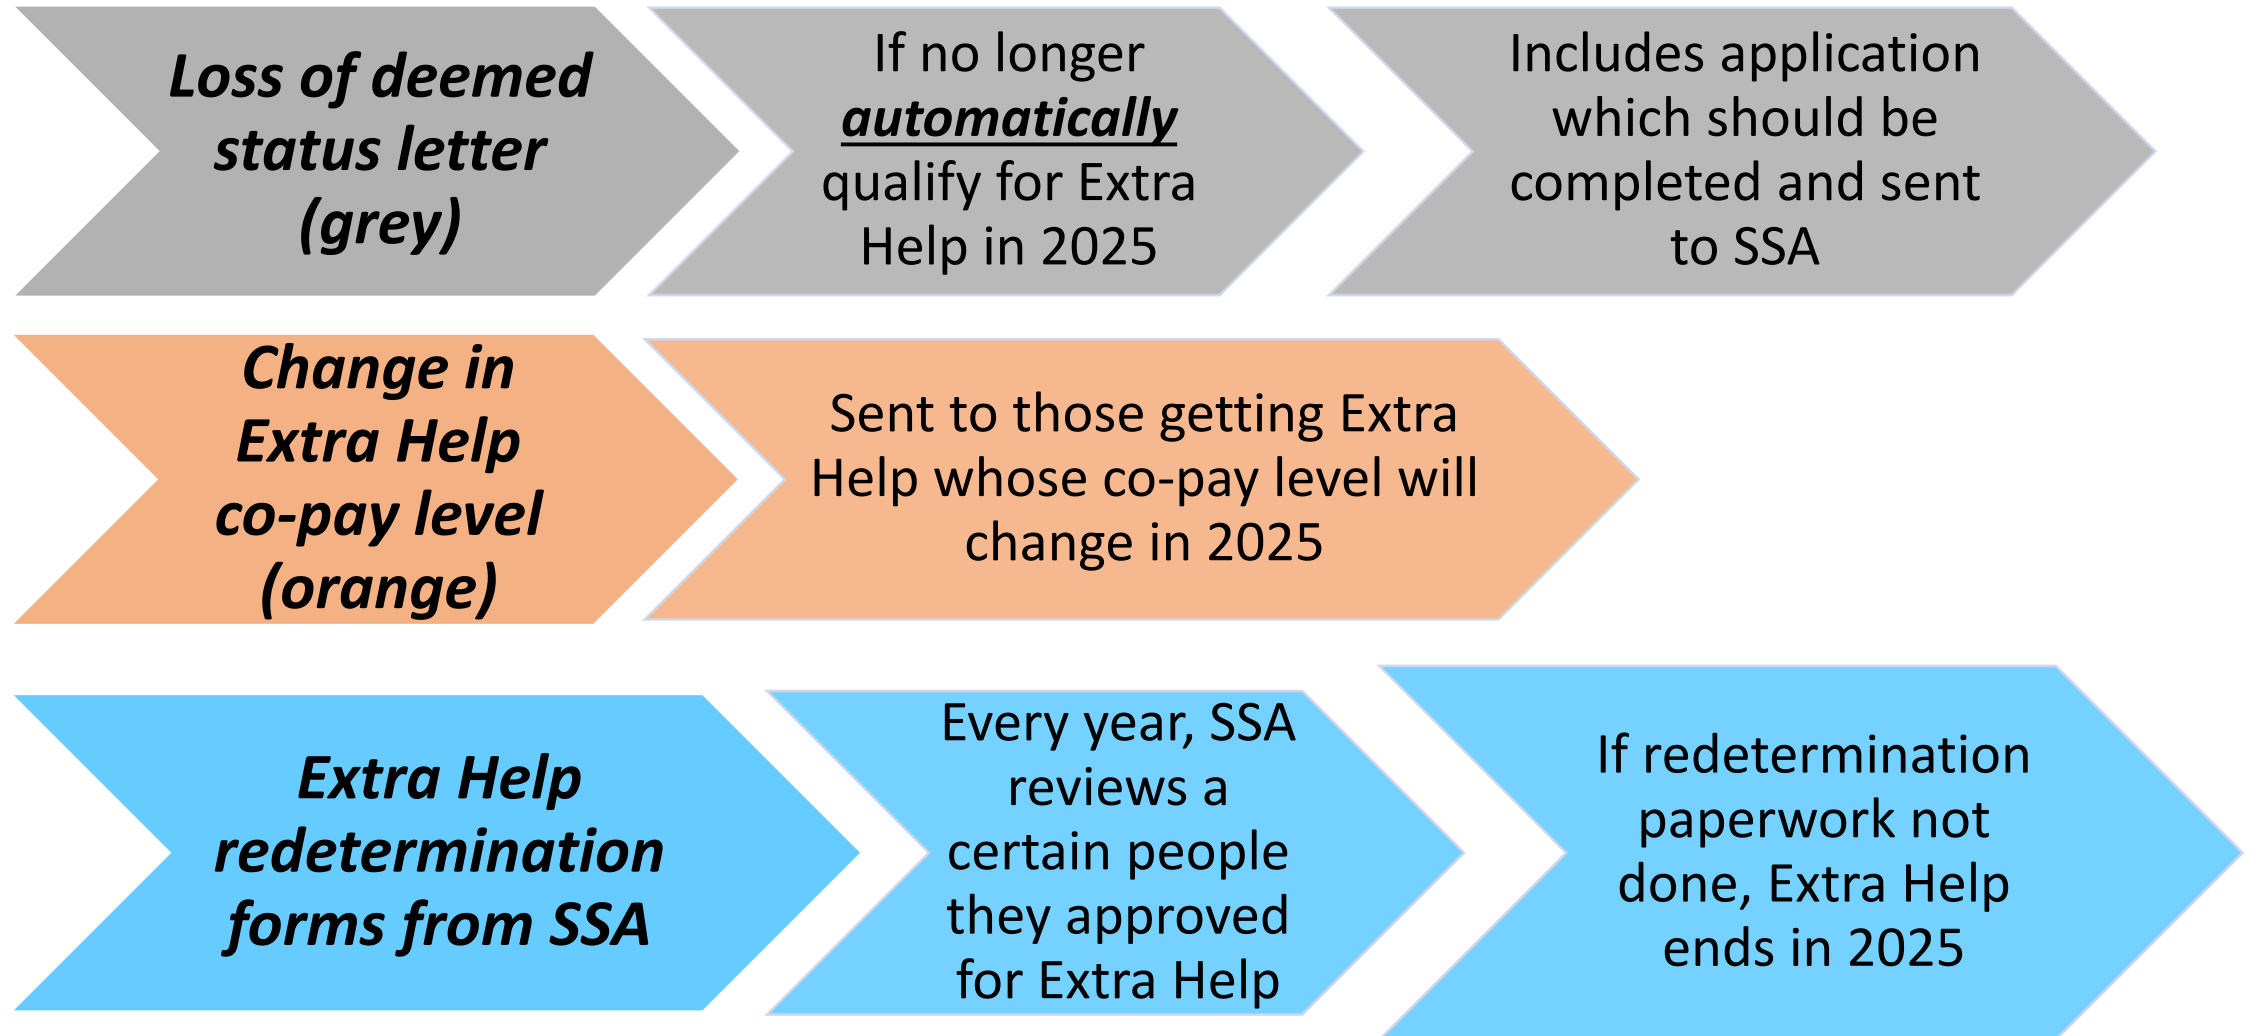 Loss of deemed
status letter
(grey)
If no longer
automatically
qualify for Extra
Help in 2025
Includes application
which should be
completed and sent
to SSA
Change in
Extra Help
co-pay level
(orange)
Sent to those getting Extra
Help whose co-pay level will
change in 2025
Extra Help
redetermination
forms from SSA
Every year, SSA
reviews a
certain people
they approved
for Extra Help
If redetermination
paperwork not
done, Extra Help
ends in 2025